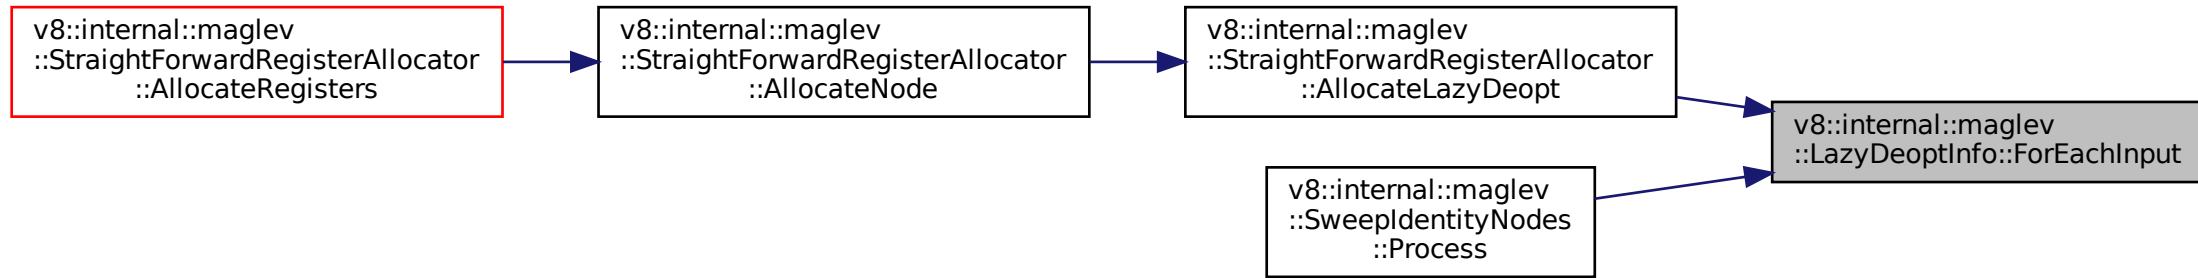 v8::internal::maglev
::StraightForwardRegisterAllocator
::AllocateRegisters
v8::internal::maglev
::StraightForwardRegisterAllocator
::AllocateNode
v8::internal::maglev
::StraightForwardRegisterAllocator
::AllocateLazyDeopt
v8::internal::maglev
::LazyDeoptInfo::ForEachInput
v8::internal::maglev
::SweepIdentityNodes
::Process